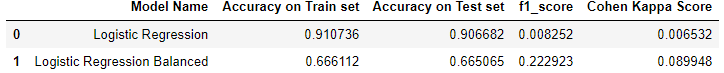 Model Name Accuracy on Train set Accuracy on Test set f1_score Cohen Kappa Score
0 Logistic Regression 0.910736 0.906682 0.008252 0.006532
1 Logistic Regression Balanced 0.666112 0.665065 0.222923 0.089948